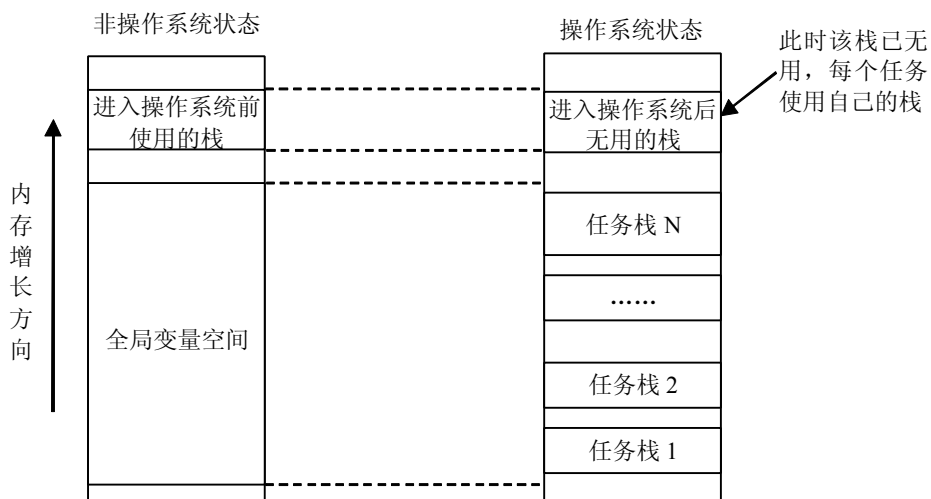 非操作系统状态
操作系统状态
此时该栈已无
用，每个任务
使用自己的栈
进入操作系统前
使用的栈
进入操作系统后
无用的栈
内
存
增
长
方
向
任务栈 N
……
全局变量空间
任务栈 2
任务栈 1